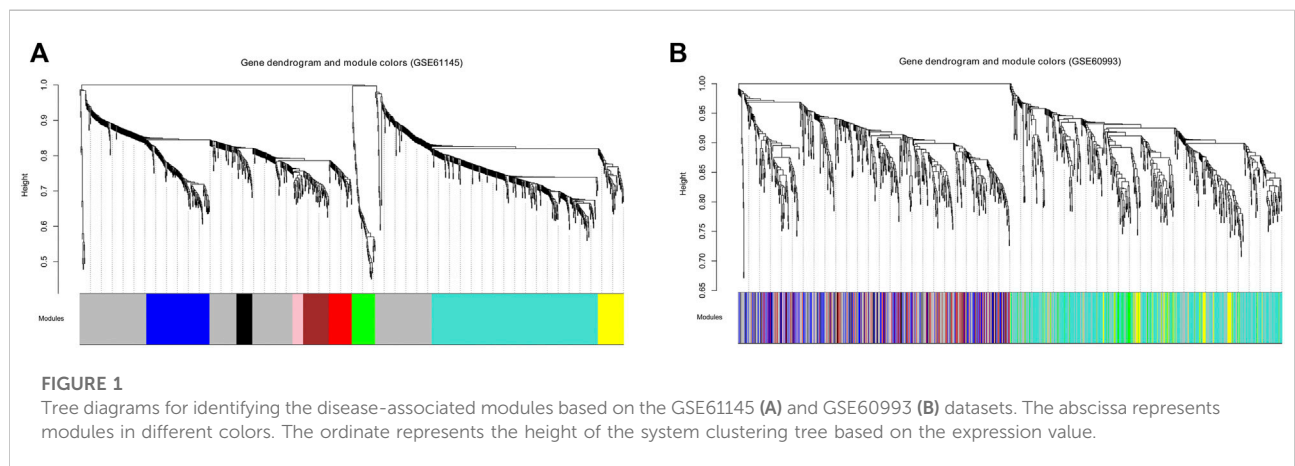 A
Gene dendrogram and module colors (GSE61145)
Height
1.0
0.9
0.8
0.7
0.6
0.5
Modules
B
Gene dendrogram and module colors (GSE60993)
Height
1.00
0.95
0.90
0.85
0.80
0.75
0.70
0.65
Modules
FIGURE 1
Tree diagrams for identifying the disease-associated modules based on the GSE61145 (A) and GSE60993 (B) datasets. The abscissa represents
modules in different colors. The ordinate represents the height of the system clustering tree based on the expression value.